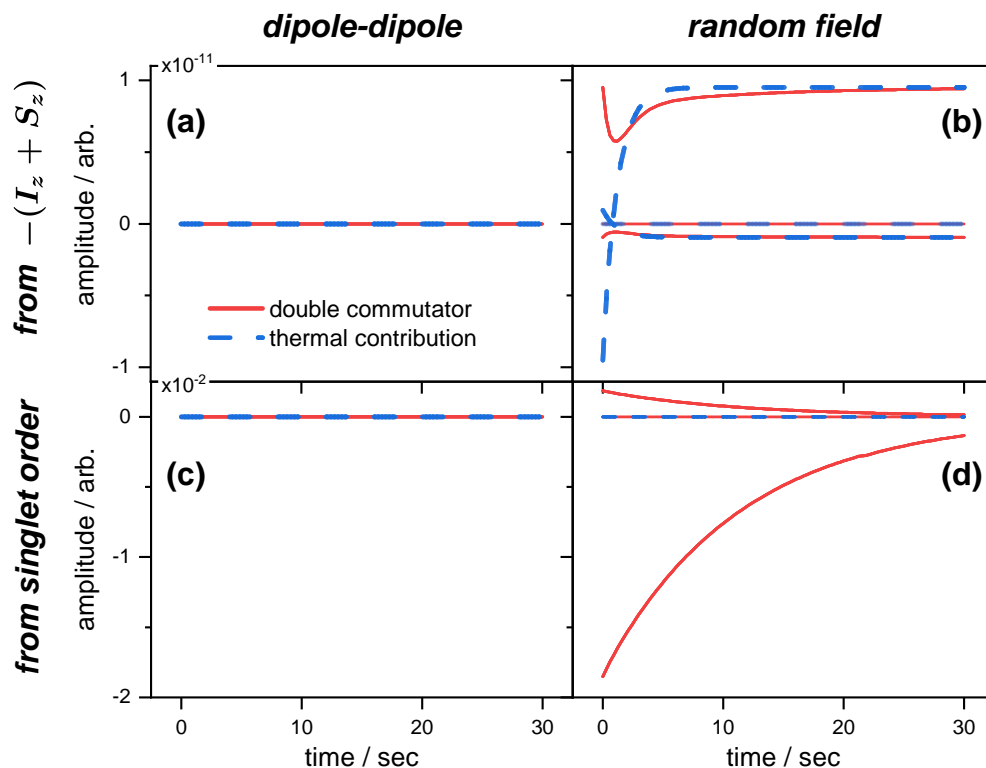 dipole-dipole
random field
x10^-11
from −(I_z + S_z)
amplitude / arb.
1
0
-1
(a)
(b)
double commutator
thermal contribution
x10^-2
from singlet order
amplitude / arb.
0
-1
-2
(c)
(d)
0 10 20 30
0 10 20 30
time / sec
time / sec